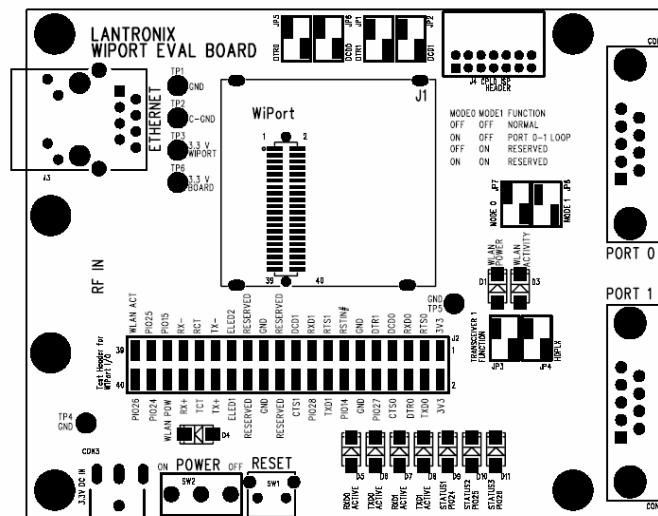 LANTRONIX
WIPORT EVAL BOARD
JP5
JP6
JP1
JP2
DTR0
DCD0
DTR1
DCD1
J4 CPLD ISP
HEADER
TP1
GND
TP2
C-GND
TP3
3.3 V
WIPORT
TP6
3.3 V
BOARD
ETHERNET
J3
J1
WiPort
1 2
39 40
MODE0 MODE1 FUNCTION
OFF OFF NORMAL
ON OFF PORT 0-1 LOOP
OFF ON RESERVED
ON ON RESERVED
JP7
MODE 0
MODE 1
PORT 0
WLAN
POWER
WLAN
ACTIVITY
D1
D3
PORT 1
RF IN
GND
TP5
WLAN ACT
PIO25
PIO15
RX-
RCT
TX-
ELED2
RESERVED
GND
RESERVED
DCD1
RXD1
RTS1
RSTIN#
GND
DTR1
DCD0
RXD0
RTS0
3V3
J2
Test Header for
WiPort I/O
39
1
40
2
PIO26
PIO24
WLAN POW
RX+
TCT
TX+
ELED1
RESERVED
GND
RESERVED
CTS1
PIO28
TXD1
PIO14
GND
PIO27
CTS0
DTR0
TXD0
3V3
TRANSCEIVER 1
FUNCTION
HDPLX
JP3
JP4
TP4
GND
D4
3.3V DC IN
ON POWER OFF
SW2
RESET
SW1
D5
D6
D7
D8
D9
D10
D11
RXD0
ACTIVE
TXD0
ACTIVE
RXD1
ACTIVE
TXD1
ACTIVE
STATUS1
PIO24
STATUS2
PIO25
STATUS3
PIO28